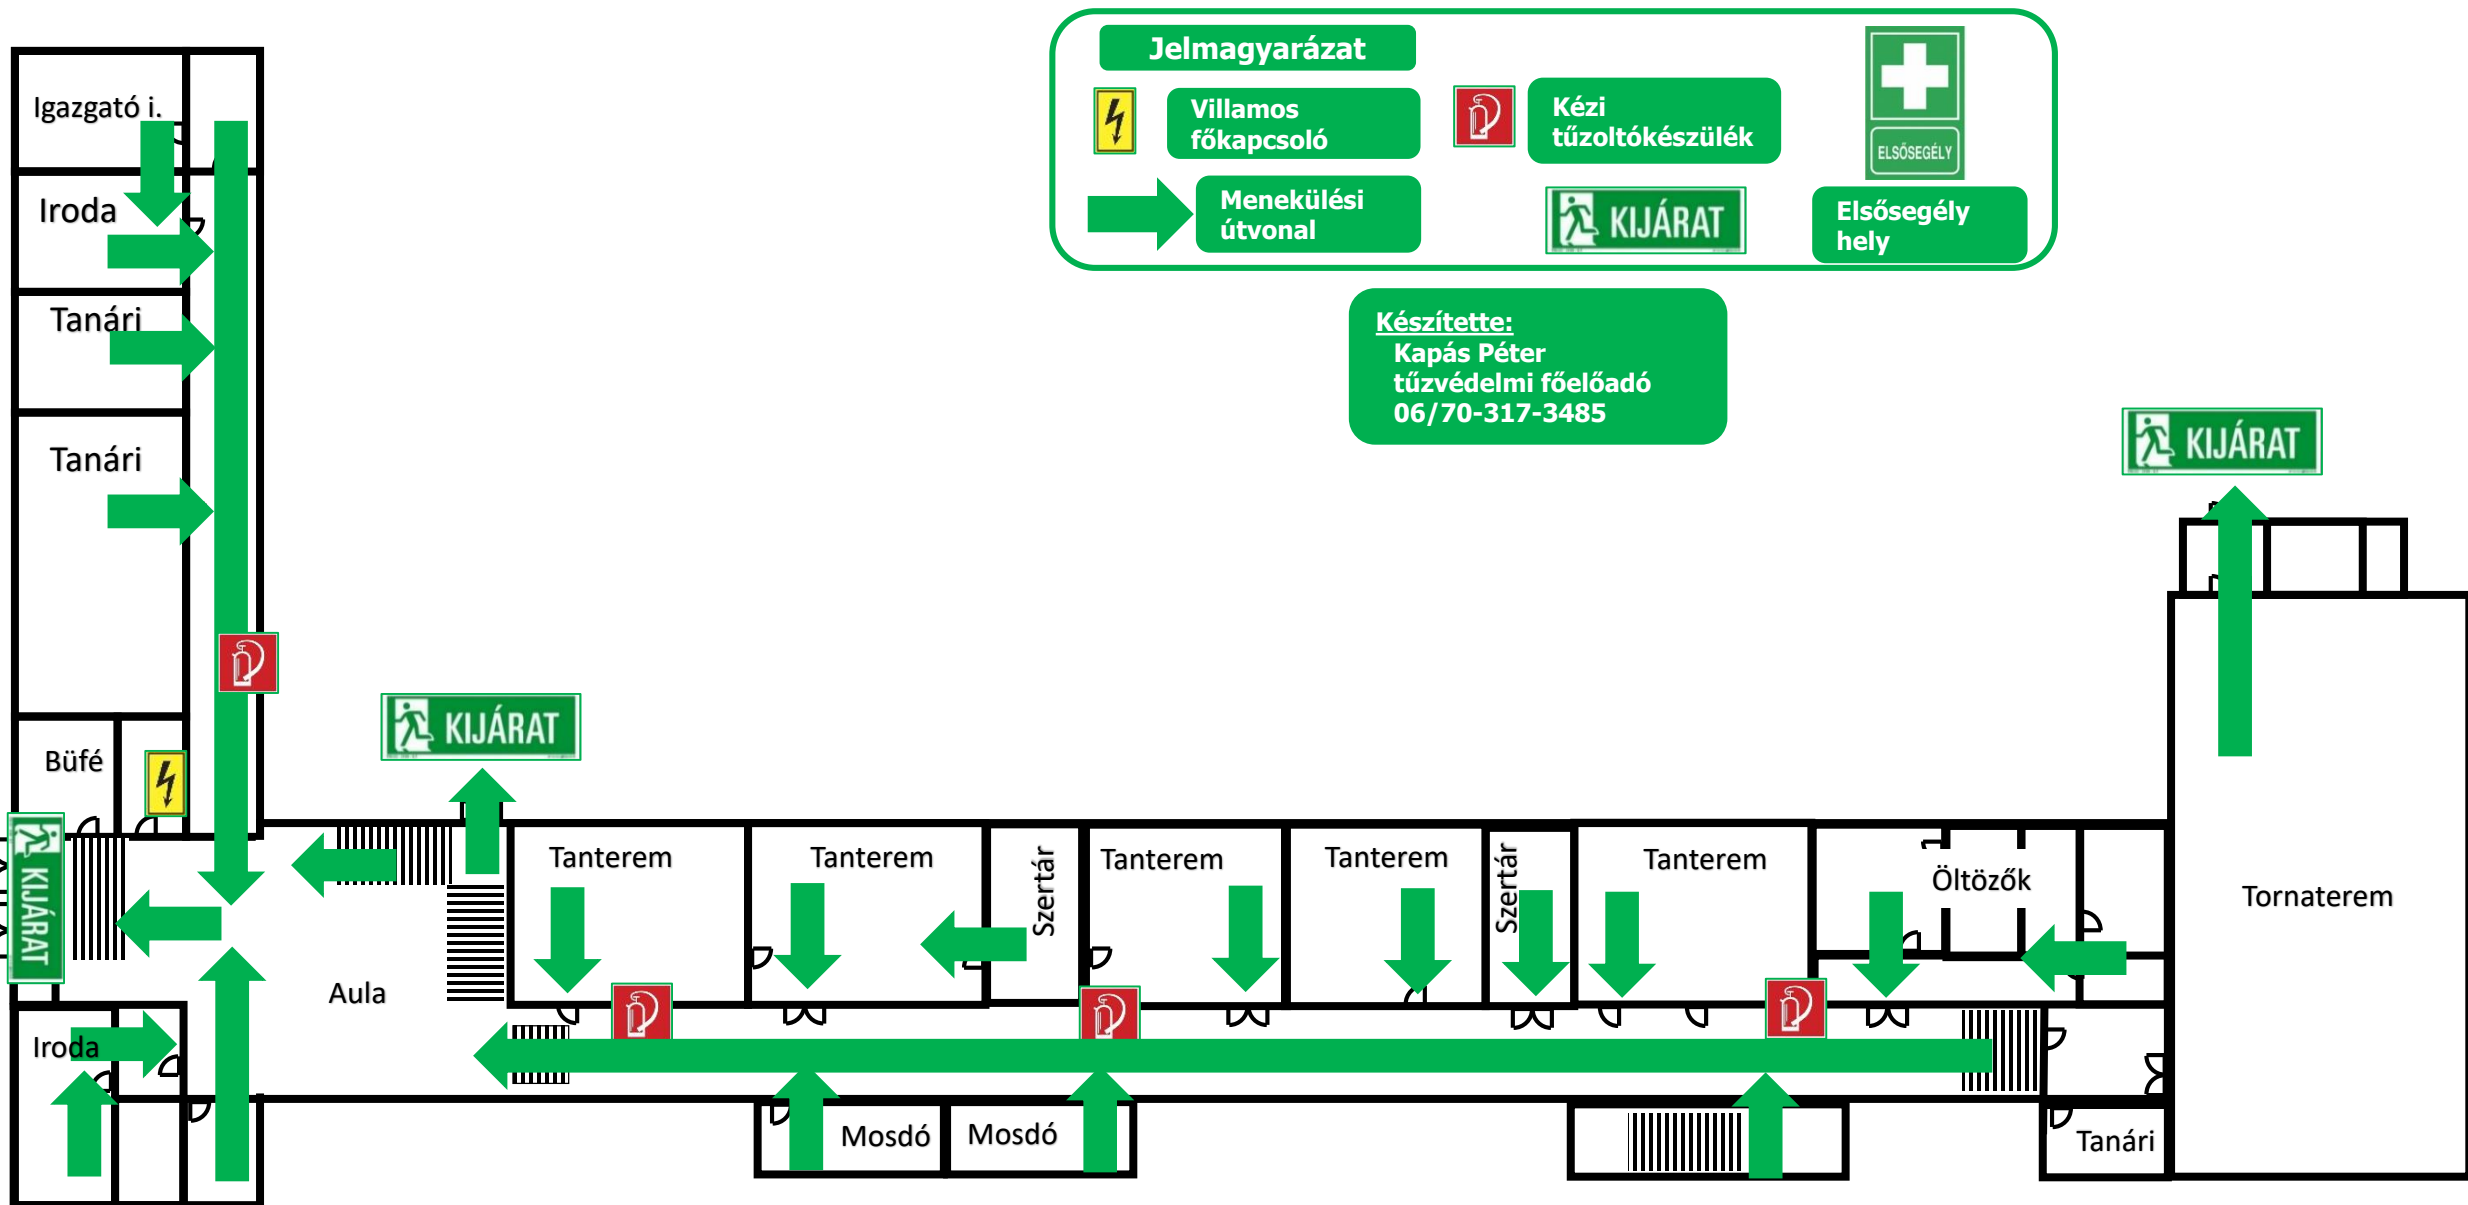 Jelmagyarázat
Villamos
főkapcsoló
Kézi
tűzoltókészülék
ELSŐSEGÉLY
Menekülési
útvonal
KIJÁRAT
Elsősegély
hely
Készítette:
Kapás Péter
tűzvédelmi főelőadó
06/70-317-3485
Igazgató i.
Iroda
Tanári
Tanári
KIJÁRAT
KIJÁRAT
Büfé
KIJÁRAT
Tanterem
Tanterem
Szertár
Tanterem
Tanterem
Szertár
Tanterem
Öltözők
Tornaterem
Aula
Iroda
Mosdó
Mosdó
Tanári